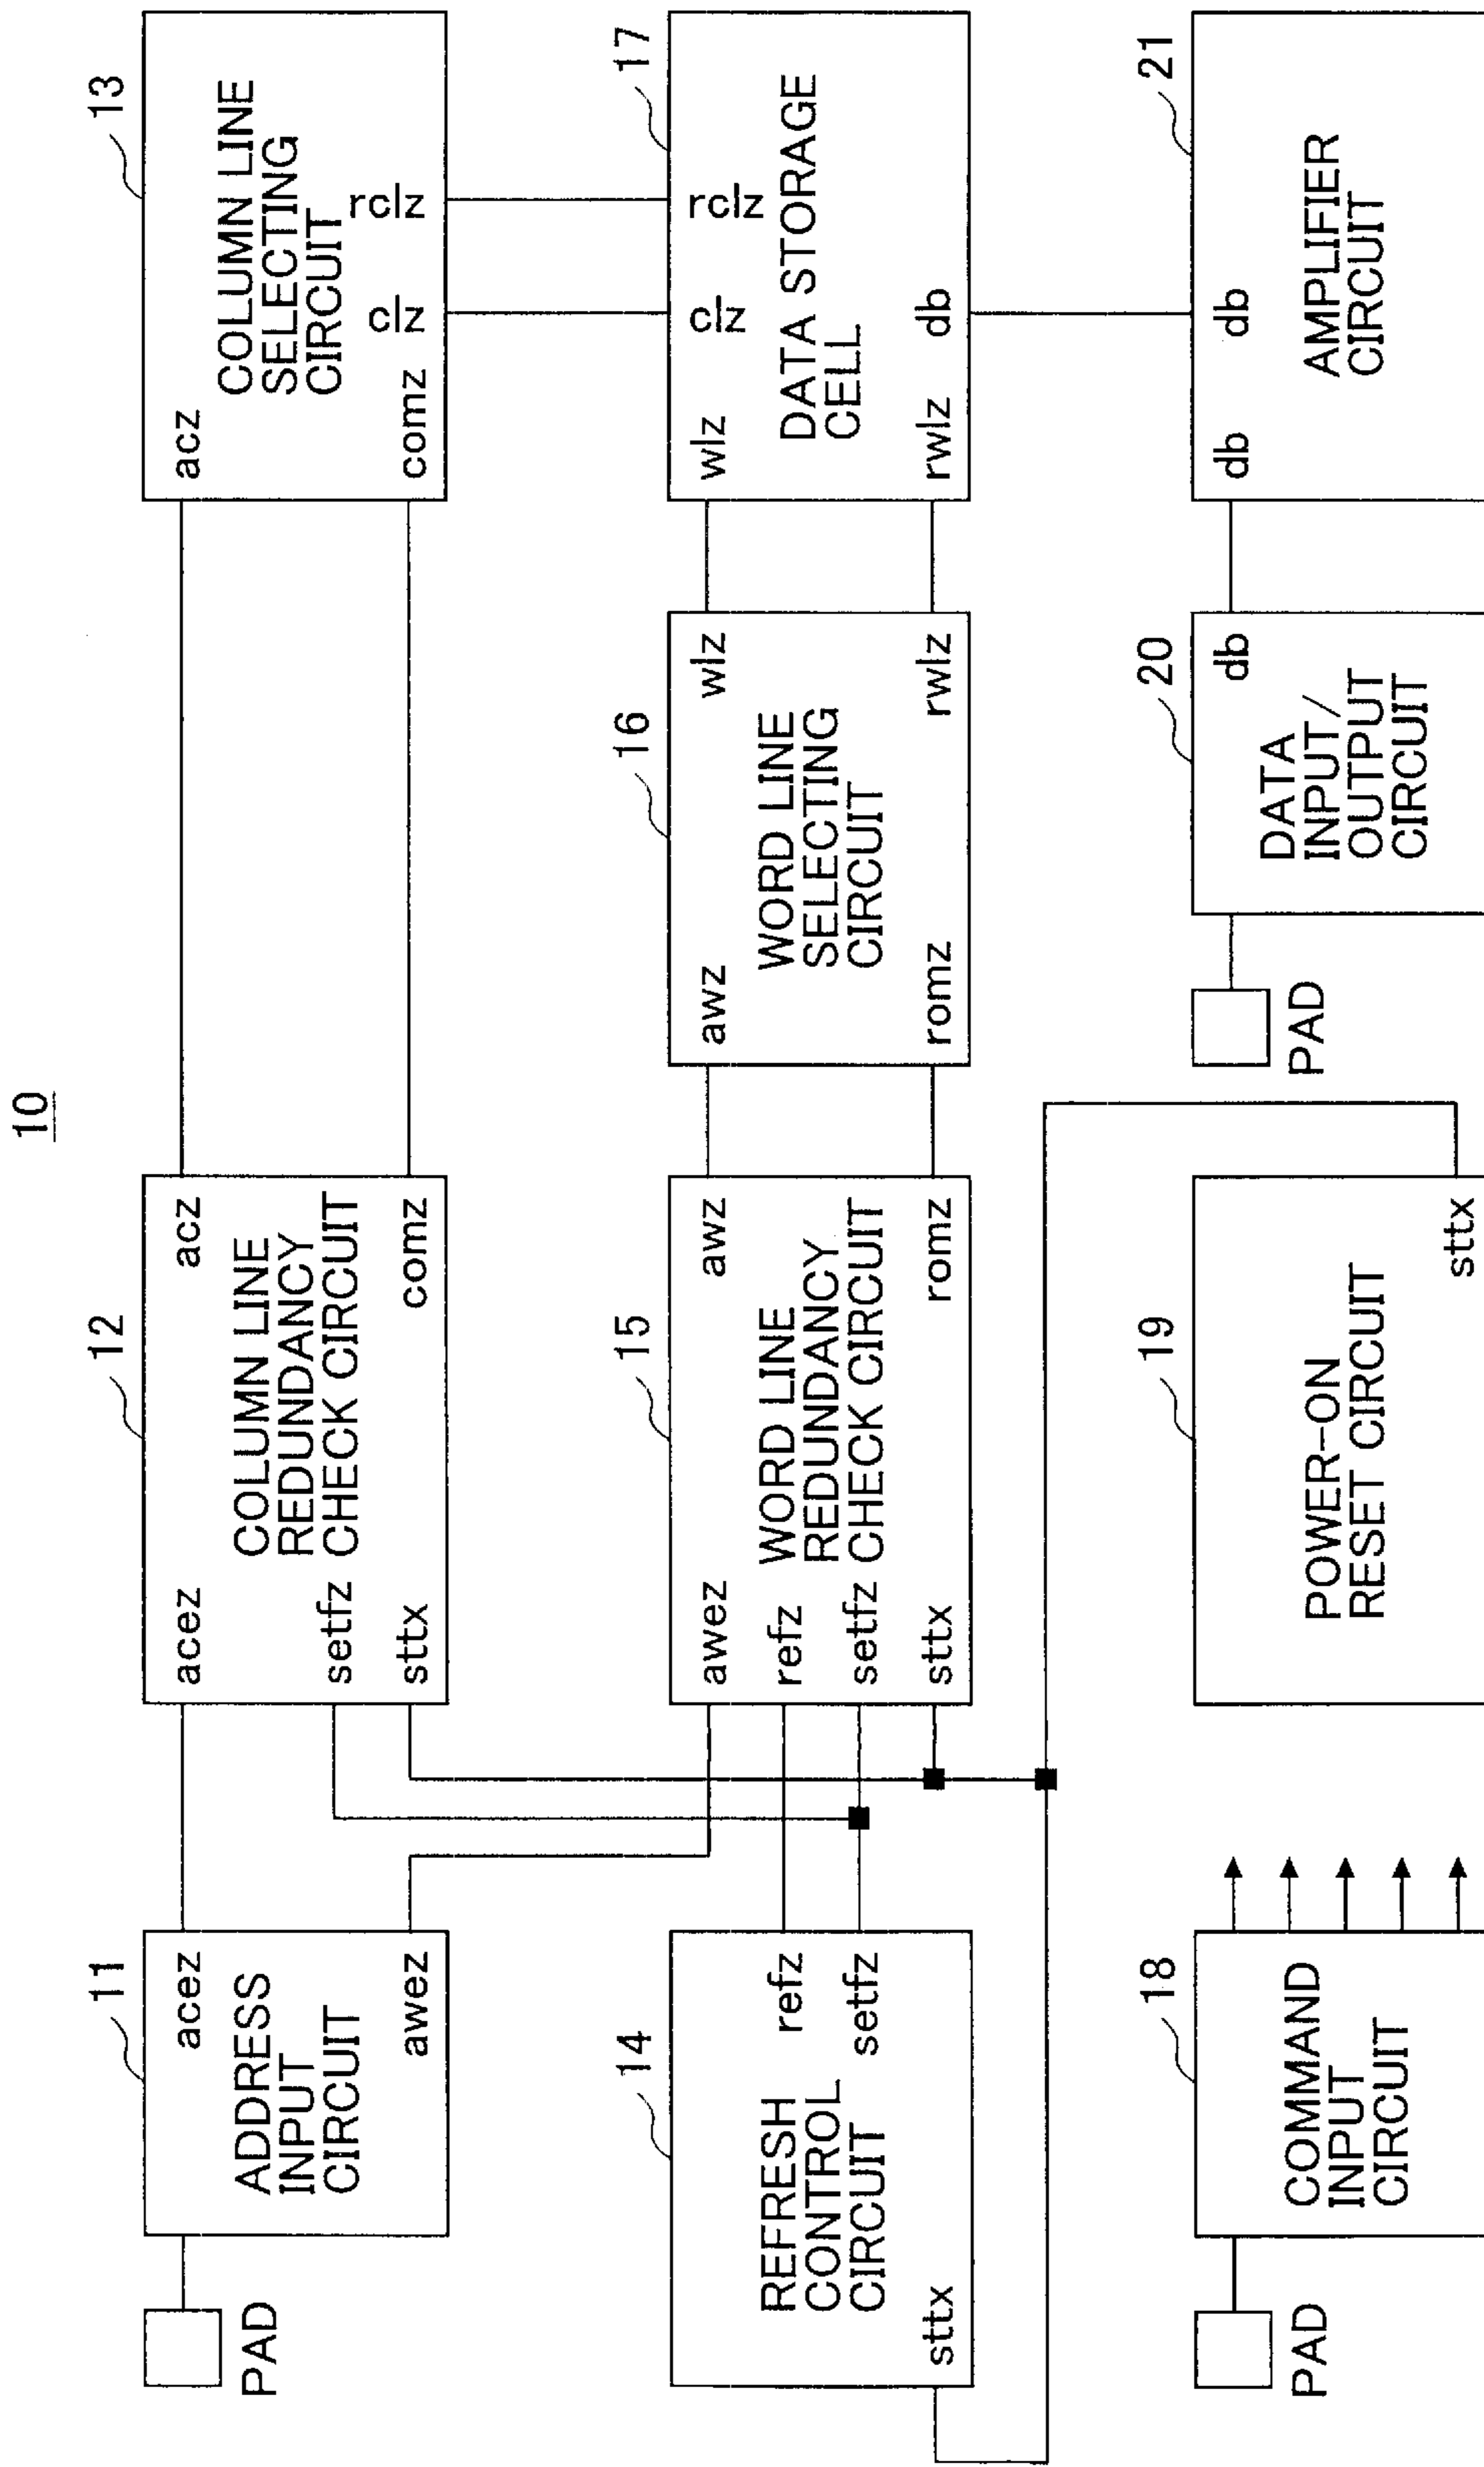 10
11
ADDRESS
INPUT
CIRCUIT
acez
awez
PAD
12
COLUMN LINE
REDUNDANCY
CHECK CIRCUIT
acez
setfz
sttx
acz
comz
13
COLUMN LINE
SELECTING
CIRCUIT
acz
comz
clz
rclz
14
REFRESH
CONTROL
CIRCUIT
refz
setfz
sttx
15
WORD LINE
REDUNDANCY
CHECK CIRCUIT
awez
refz
setfz
sttx
awz
romz
16
WORD LINE
SELECTING
CIRCUIT
awz
romz
wlz
rwlz
17
DATA STORAGE
CELL
clz
rclz
wlz
rwlz
db
18
COMMAND
INPUT
CIRCUIT
PAD
19
POWER-ON
RESET CIRCUIT
sttx
20
DATA
INPUT/
OUTPUT
CIRCUIT
db
PAD
21
AMPLIFIER
CIRCUIT
db
db